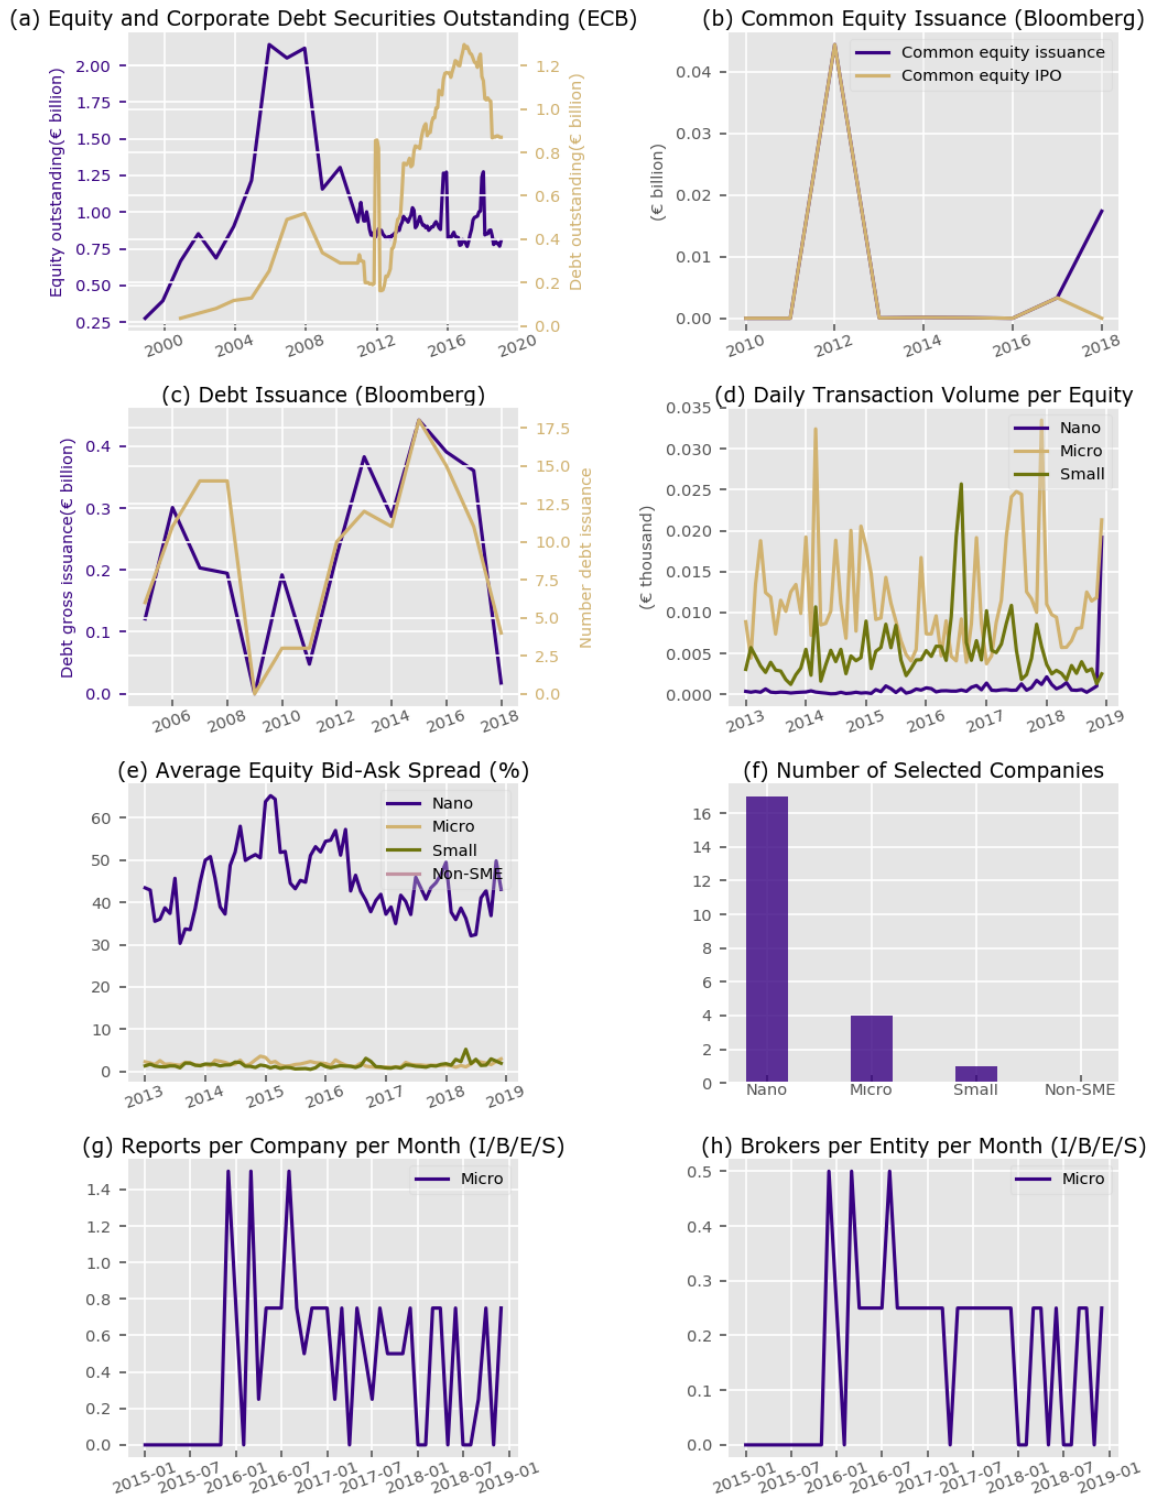 (a) Equity and Corporate Debt Securities Outstanding (ECB)
Equity outstanding(€ billion)
2.00
1.75
1.50
1.25
1.00
0.75
0.50
0.25
1.2
1.0
0.8
0.6
0.4
0.2
0.0
Debt outstanding(€ billion)
2000 2004 2008 2012 2016 2020
(b) Common Equity Issuance (Bloomberg)
Common equity issuance
Common equity IPO
(€ billion)
0.04
0.03
0.02
0.01
0.00
2010 2012 2014 2016 2018
(c) Debt Issuance (Bloomberg)
Debt gross issuance(€ billion)
0.4
0.3
0.2
0.1
0.0
17.5
15.0
12.5
10.0
7.5
5.0
2.5
0.0
Number debt issuance
2006 2008 2010 2012 2014 2016 2018
(d) Daily Transaction Volume per Equity
Nano
Micro
Small
(€ thousand)
0.035
0.030
0.025
0.020
0.015
0.010
0.005
0.000
2013 2014 2015 2016 2017 2018 2019
(e) Average Equity Bid-Ask Spread (%)
Nano
Micro
Small
Non-SME
60
50
40
30
20
10
0
2013 2014 2015 2016 2017 2018 2019
(f) Number of Selected Companies
16
14
12
10
8
6
4
2
0
Nano Micro Small Non-SME
(g) Reports per Company per Month (I/B/E/S)
Micro
1.4
1.2
1.0
0.8
0.6
0.4
0.2
0.0
2015-01 2015-07 2016-01 2016-07 2017-01 2017-07 2018-01 2018-07 2019-01
(h) Brokers per Entity per Month (I/B/E/S)
Micro
0.5
0.4
0.3
0.2
0.1
0.0
2015-01 2015-07 2016-01 2016-07 2017-01 2017-07 2018-01 2018-07 2019-01